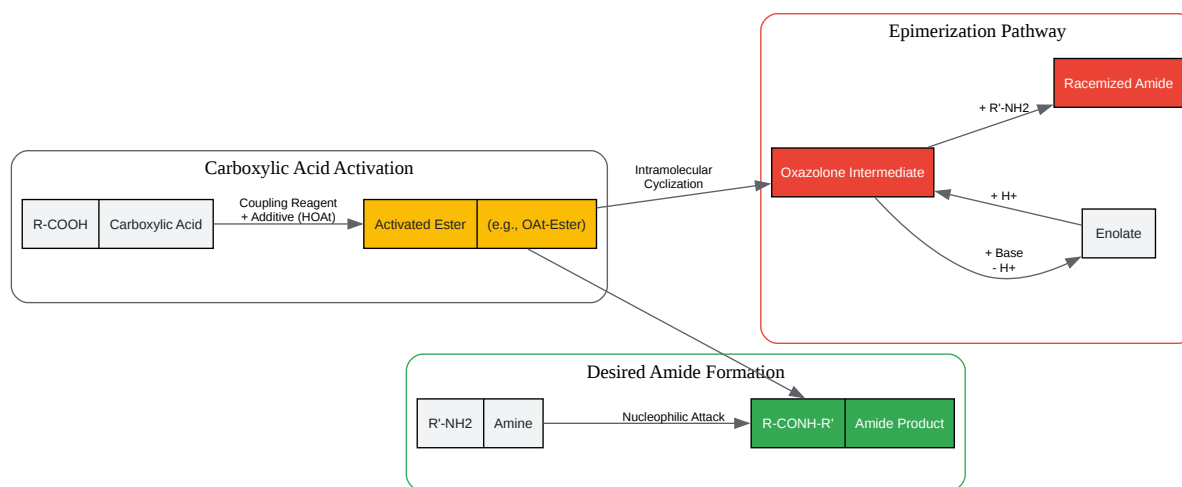 Epimerization Pathway
Racemized Amide
+ R'-NH2
Oxazolone Intermediate
+ H+
Enolate
+ Base
- H+
Intramolecular
Cyclization
Carboxylic Acid Activation
R-COOH Carboxylic Acid
Coupling Reagent
+ Additive (HOAt)
Activated Ester (e.g., OAt-Ester)
Desired Amide Formation
R'-NH2 Amine
Nucleophilic Attack
R-CONH-R' Amide Product